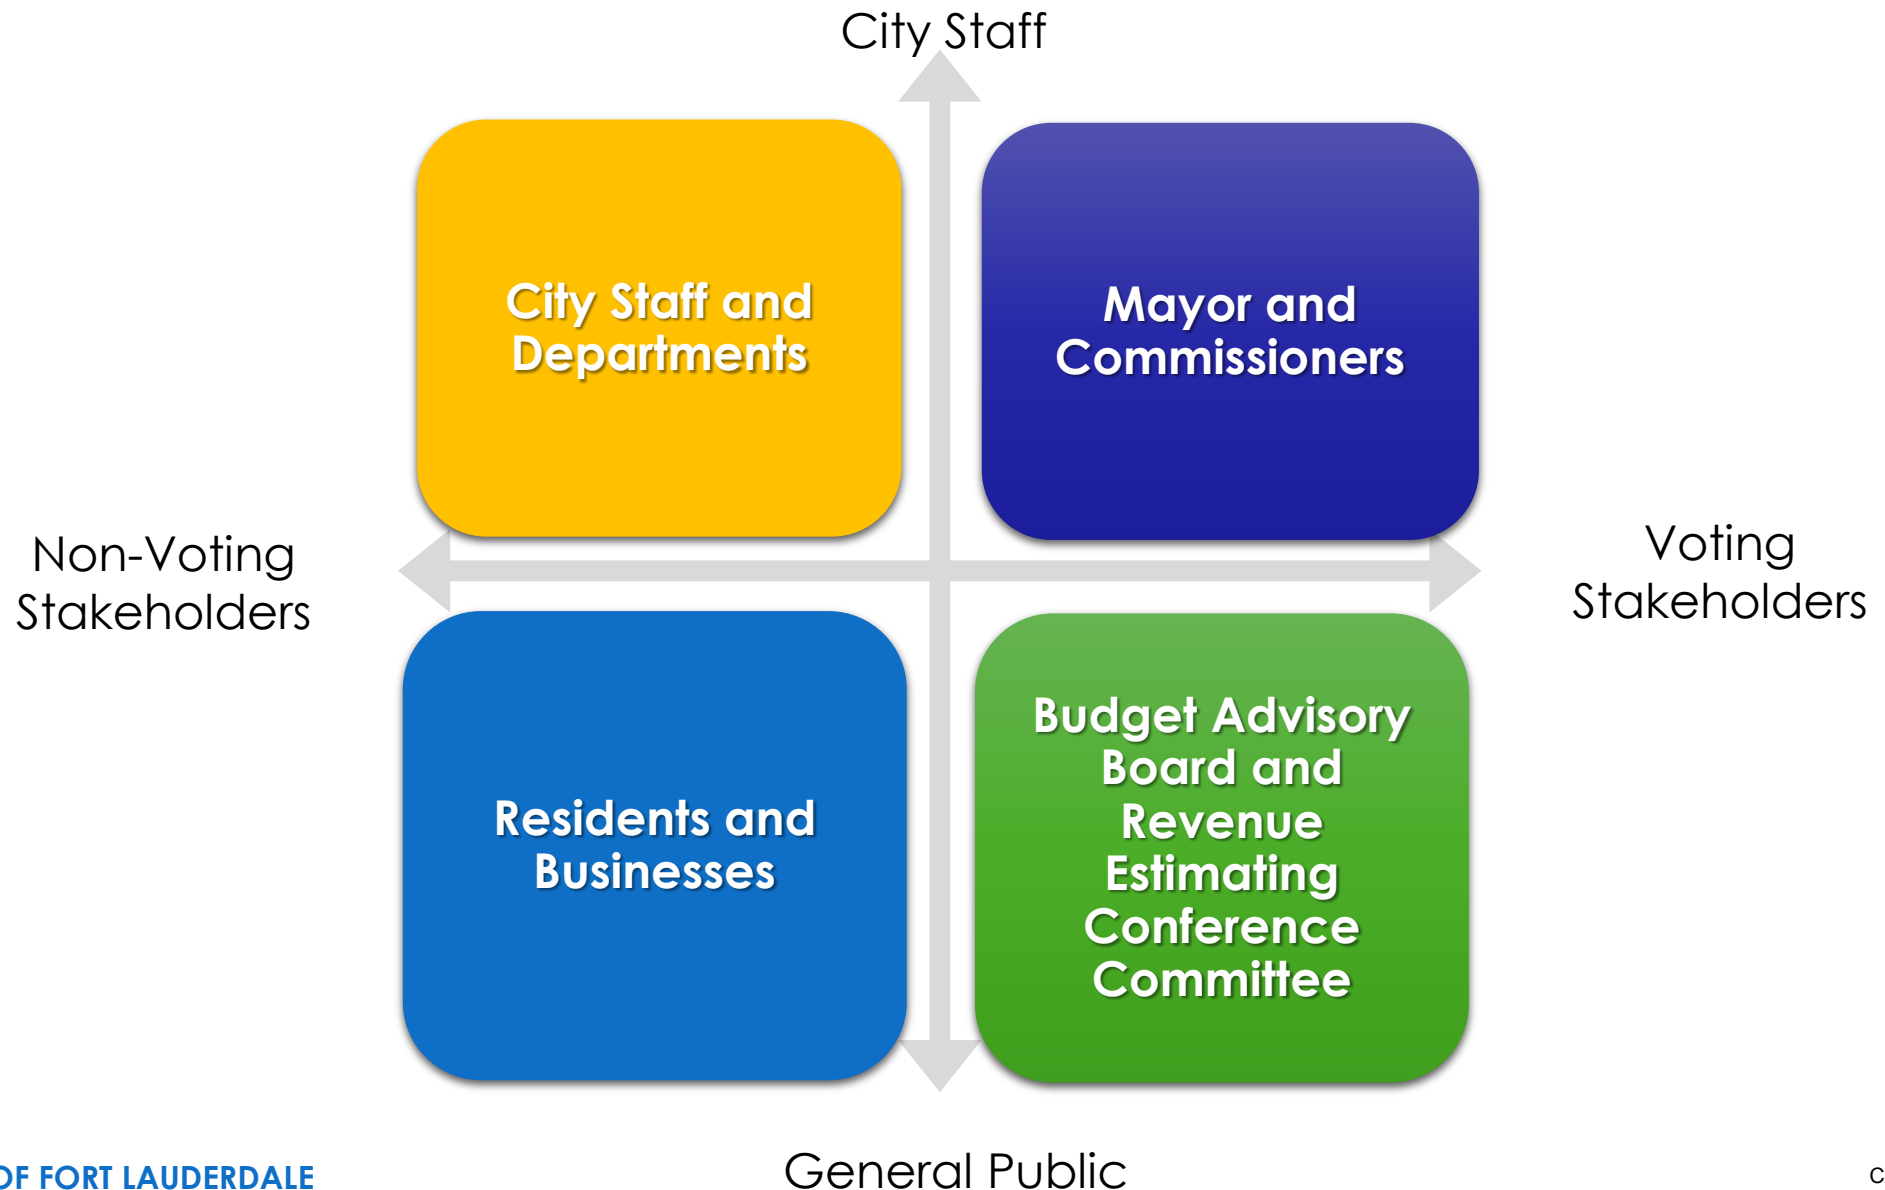 City Staff
City Staff and
Departments
Mayor and
Commissioners
Non-Voting
Stakeholders
Voting
Stakeholders
Residents and
Businesses
Budget Advisory
Board and
Revenue
Estimating
Conference
Committee
General Public
OF FORT LAUDERDALE
C